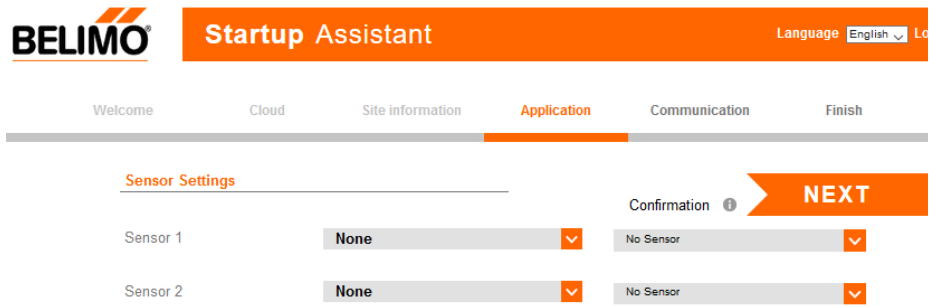 BELIMO®
Startup Assistant
Language English Lo
Welcome Cloud Site information Application Communication Finish
Sensor Settings
Confirmation i NEXT
Sensor 1 None No Sensor
Sensor 2 None No Sensor